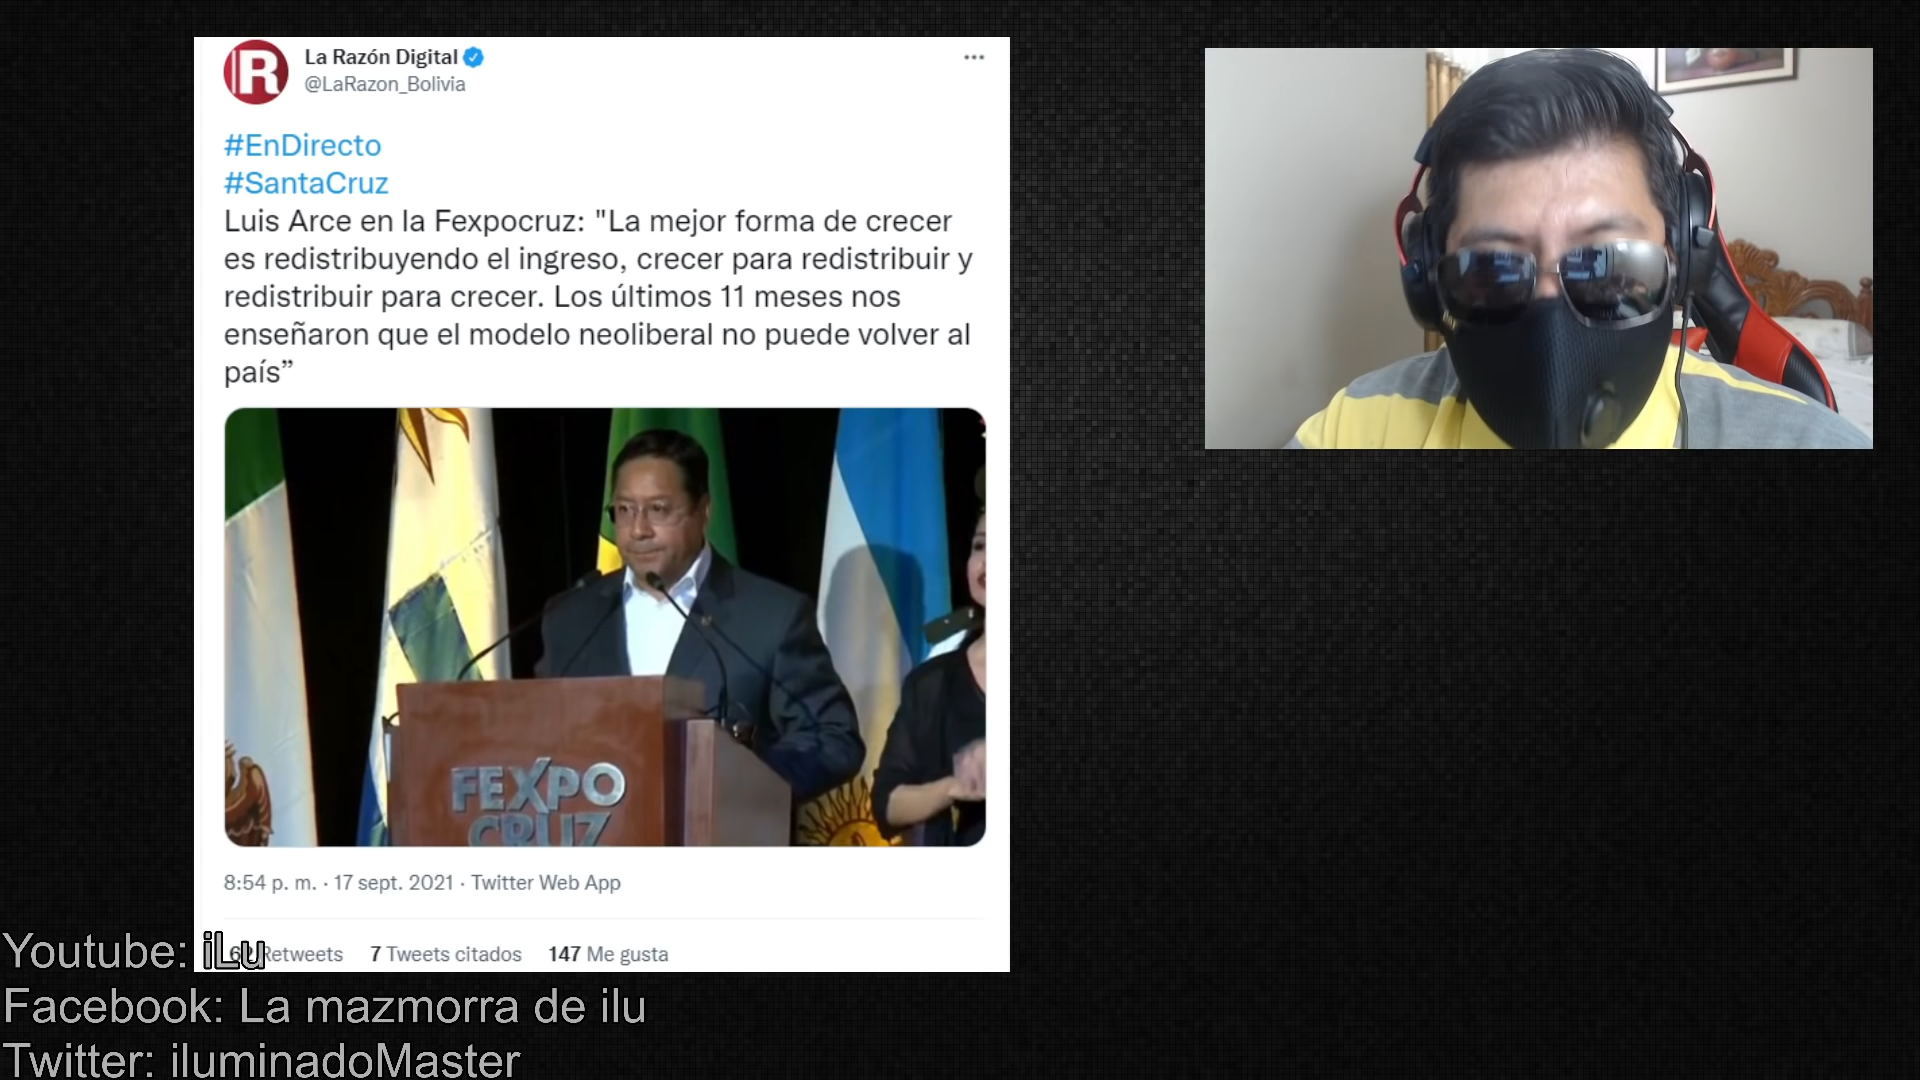 La Razón Digital
@LaRazon_Bolivia
#EnDirecto
#SantaCruz
Luis Arce en la Fexpocruz: "La mejor forma de crecer
es redistribuyendo el ingreso, crecer para redistribuir y
redistribuir para crecer. Los últimos 11 meses nos
enseñaron que el modelo neoliberal no puede volver al
país”
FEXPO
CRUZ
8:54 p. m. · 17 sept. 2021 · Twitter Web App
Retweets 7 Tweets citados 147 Me gusta
Youtube: iLu
Facebook: La mazmorra de ilu
Twitter: iluminadoMaster